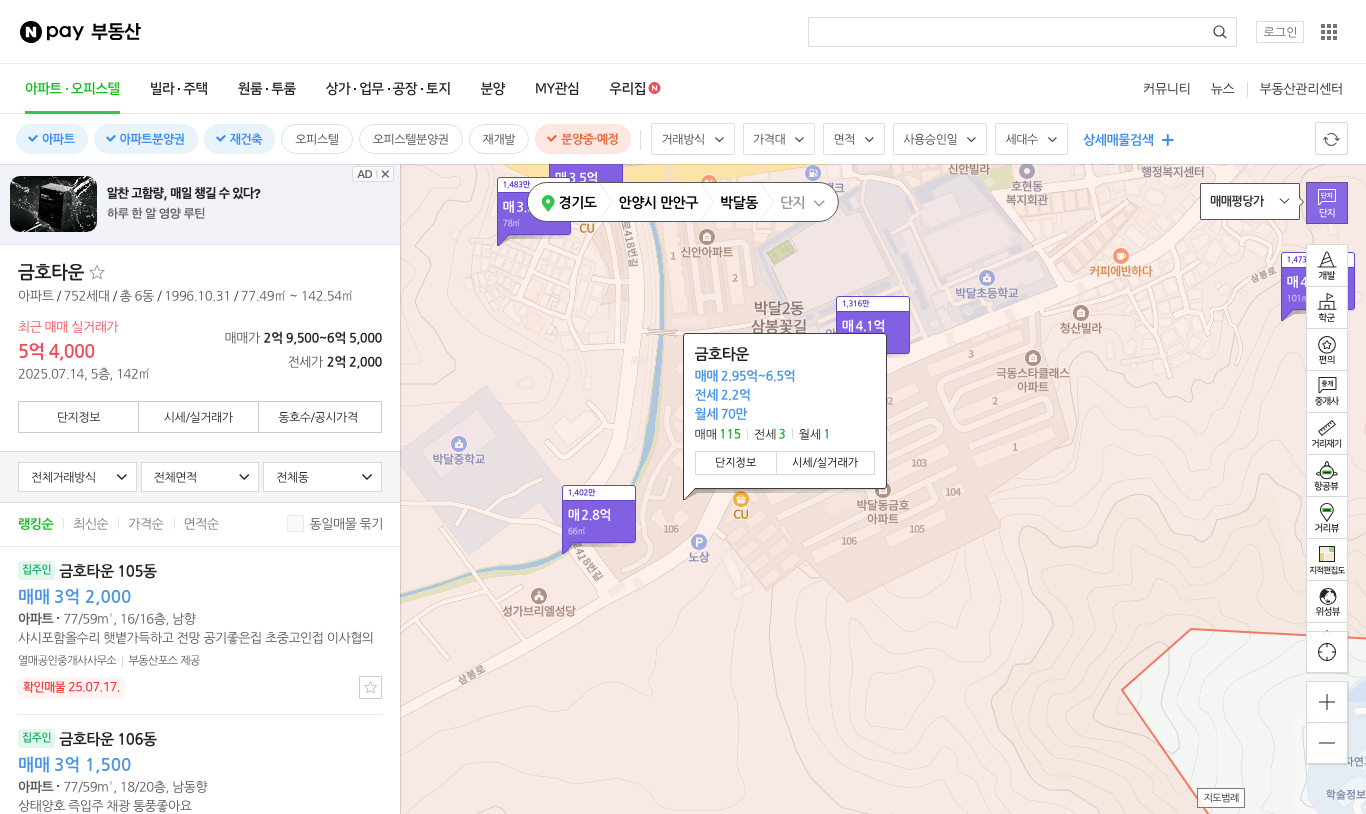 N pay 부동산
로그인
아파트·오피스텔 빌라·주택 원룸·투룸 상가·업무·공장·토지 분양 MY관심 우리집 N
커뮤니티 뉴스 부동산관리센터
아파트 아파트분양권 재건축 오피스텔 오피스텔분양권 재개발 분양중·예정 거래방식 가격대 면적 사용승인일 세대수 상세매물검색
AD
알찬 고함량, 매일 챙길 수 있다?
하루 한 알 영양 루틴
금호타운
아파트 / 752세대 / 총 6동 / 1996.10.31 / 77.49㎡ ~ 142.54㎡
최근 매매 실거래가
5억 4,000
2025.07.14, 5층, 142㎡
매매가 2억 9,500~6억 5,000
전세가 2억 2,000
단지정보 시세/실거래가 동호수/공시가격
전체거래방식 전체면적 전체동
랭킹순 최신순 가격순 면적순 동일매물 묶기
집주인 금호타운 105동
매매 3억 2,000
아파트·77/59㎡, 16/16층, 남향
샤시포함올수리 햇볕가득하고 전망 공기좋은집 초중고인접 이사협의
열매공인중개사사무소 부동산포스 제공
확인매물 25.07.17.
집주인 금호타운 106동
매매 3억 1,500
아파트·77/59㎡, 18/20층, 남동향
상태양호 즉입주 채광 통풍좋아요
매3.5억
1,483만
매3.
78㎡
경기도 안양시 만안구 박달동 단지
CU
로418번길
신안아파트
1
2
신안빌라
호현동
복지회관
행정복지센터
매매평당가
단지
단지
커피에반하다
박달초등학교
삼봉로
1,473
매4
101㎡
박달2동
삼봉꽃길
1,316만
매4.1억
청산빌라
3
극동스타클래스
아파트
2
2
1
금호타운
매매 2.95억~6.5억
전세 2.2억
월세 70만
매매 115 전세 3 월세 1
단지정보 시세/실거래가
박달중학교
1,402만
매2.8억
66㎡
CU
106
노상
박달동금호
아파트
103
104
105
106
로418번길
성가브리엘성당
삼봉로
개발
학군
편의
중개
중개사
거리재기
항공뷰
거리뷰
지적편집도
위성뷰
지도범례
자연
학술정보